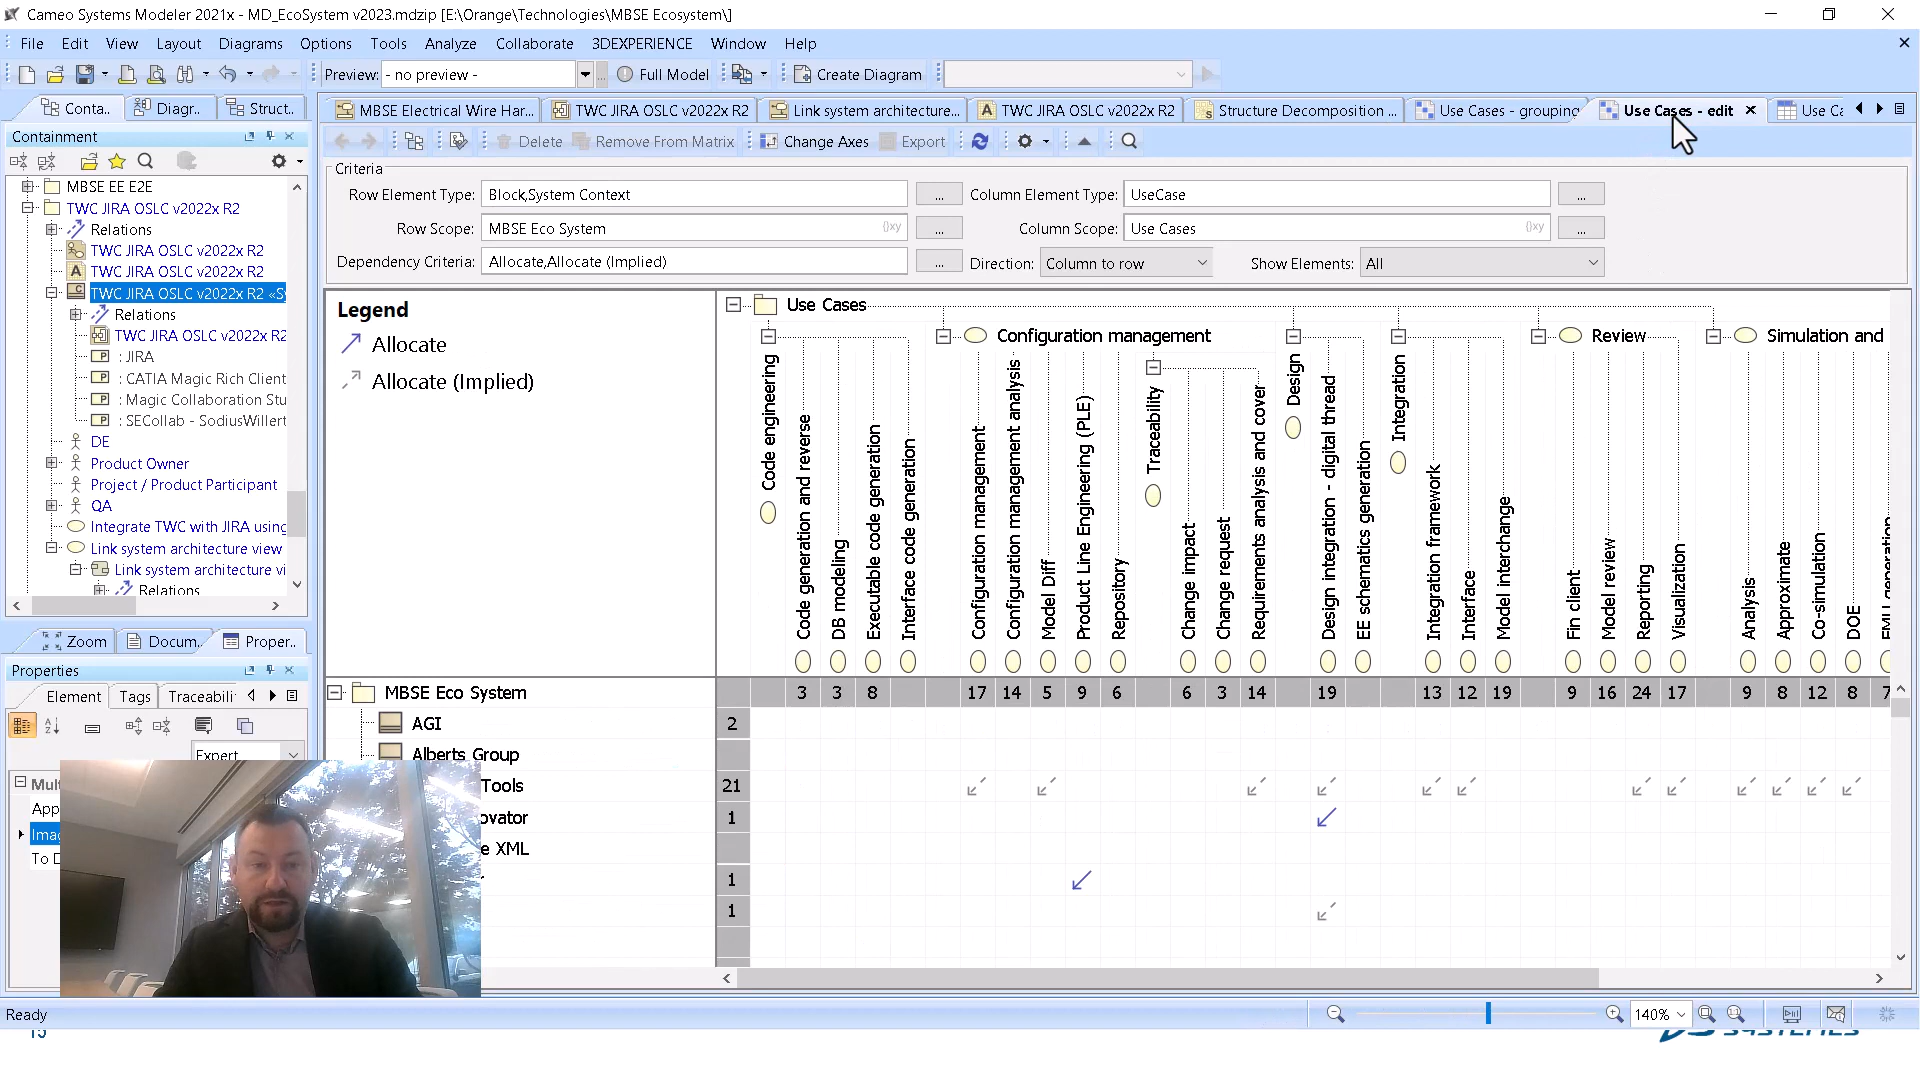 Cameo Systems Modeler 2021x - MD_EcoSystem v2023.mdzip [E:\Orange\Technologies\MBSE Ecosystem\]
File Edit View Layout Diagrams Options Tools Analyze Collaborate 3DEXPERIENCE Window Help
Preview: - no preview - Full Model Create Diagram
Conta.. Diagr.. Struct..
MBSE Electrical Wire Har... TWC JIRA OSLC v2022x R2 Link system architecture... TWC JIRA OSLC v2022x R2 Structure Decomposition ... Use Cases - grouping Use Cases - edit Use Ca
Containment
Delete Remove From Matrix Change Axes Export
Criteria
Row Element Type: Block,System Context ... Column Element Type: UseCase ...
Row Scope: MBSE Eco System ... Column Scope: Use Cases ...
Dependency Criteria: Allocate,Allocate (Implied) ... Direction: Column to row Show Elements: All
MBSE EE E2E
TWC JIRA OSLC v2022x R2
Relations
TWC JIRA OSLC v2022x R2
TWC JIRA OSLC v2022x R2
TWC JIRA OSLC v2022x R2 «Sy
Relations
TWC JIRA OSLC v2022x R2
: JIRA
: CATIA Magic Rich Client
: Magic Collaboration Stu
: SECollab - SodiusWillert
DE
Product Owner
Project / Product Participant
QA
Integrate TWC with JIRA using
Link system architecture view
Link system architecture vi
Relations
Zoom Docum.. Proper..
Properties
Element Tags Traceabili
Expert
Mult
App
Imag
To D
Legend
Allocate
Allocate (Implied)
Use Cases
Code engineering
Code generation and reverse
DB modeling
Executable code generation
Interface code generation
Configuration management
Configuration management
Configuration management analysis
Model Diff
Product Line Engineering (PLE)
Repository
Traceability
Change impact
Change request
Requirements analysis and cover
Design
Design integration - digital thread
EE schematics generation
Integration
Integration framework
Interface
Model interchange
Review
Fin client
Model review
Reporting
Visualization
Simulation and
Analysis
Approximate
Co-simulation
DOE
FMU generation
MBSE Eco System 3 3 8 17 14 5 9 6 6 3 14 19 13 12 19 9 16 24 17 9 8 12 8 7
AGI 2
Alberts Group
Tools 21
ovator 1
e XML
1
1
Ready 140%
15